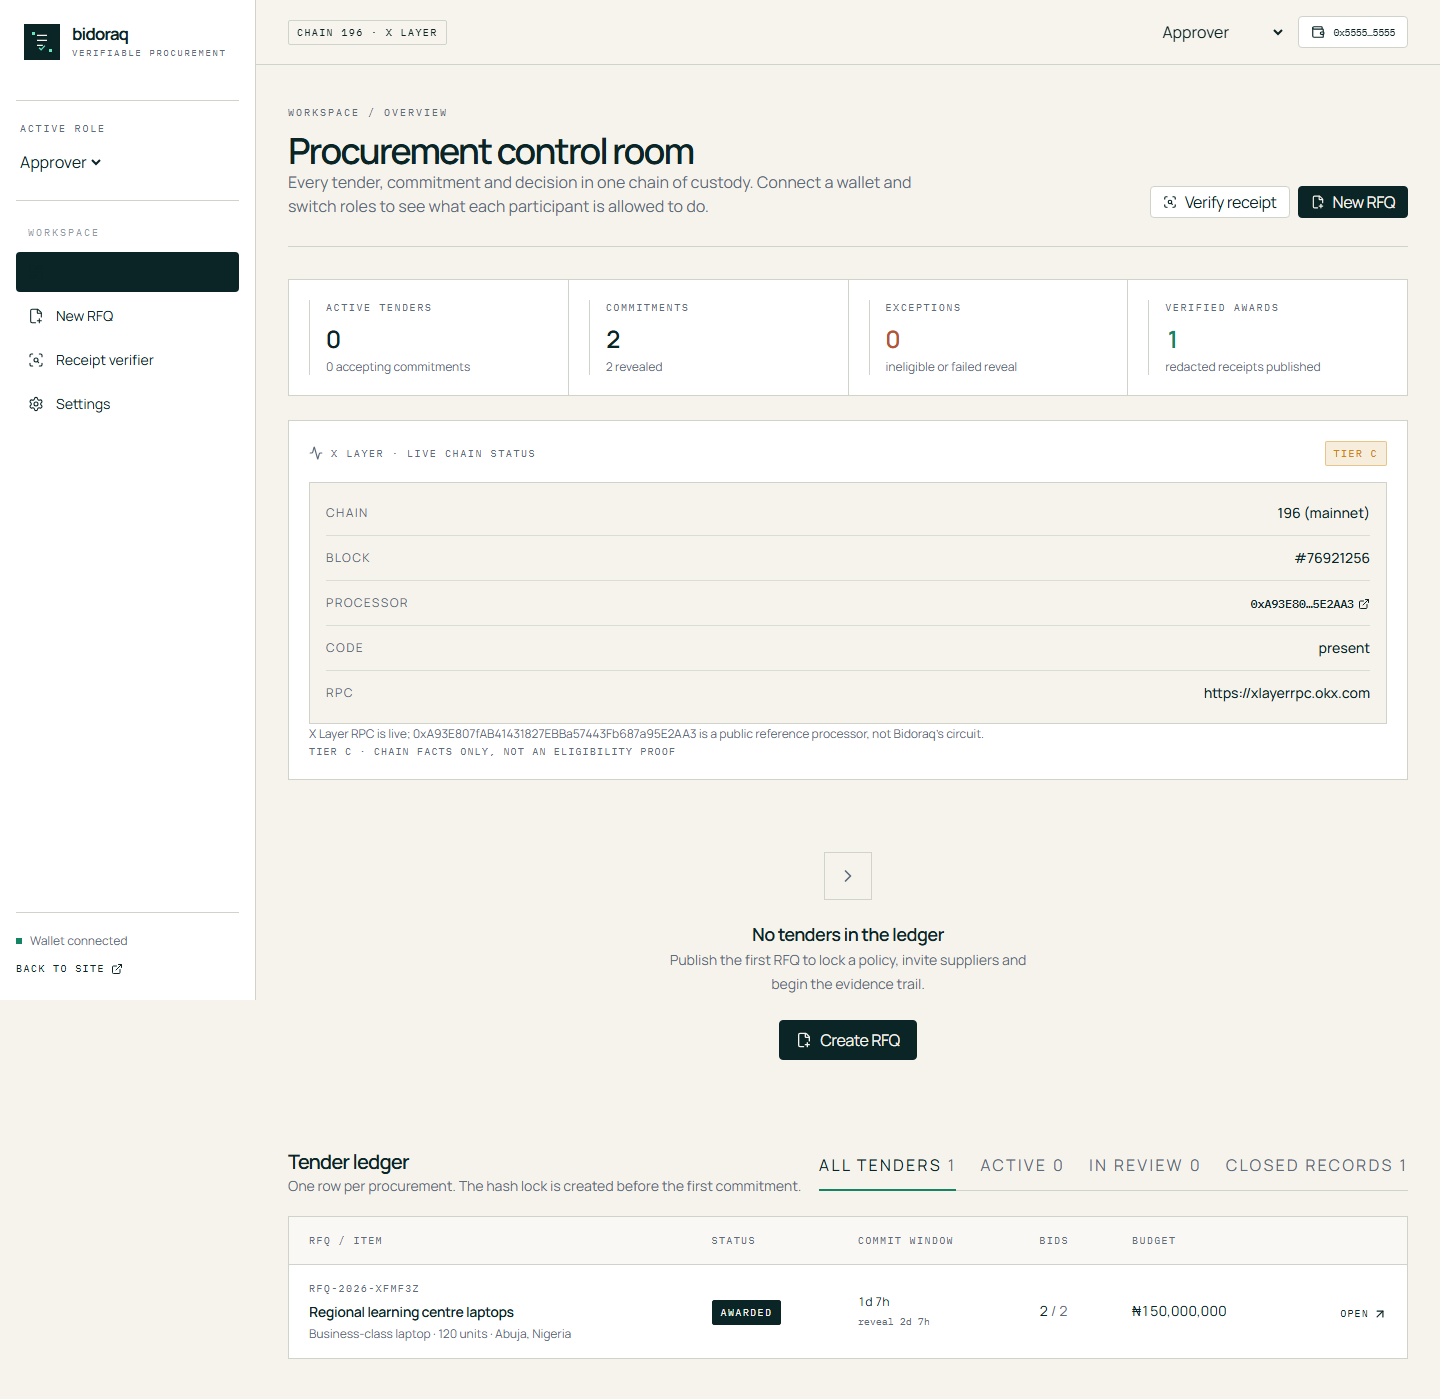 bidoraq
VERIFIABLE PROCUREMENT
ACTIVE ROLE
Approver
WORKSPACE
New RFQ
Receipt verifier
Settings
Wallet connected
BACK TO SITE
CHAIN 196 · X LAYER
Approver
0x5555…5555
WORKSPACE / OVERVIEW
Procurement control room
Every tender, commitment and decision in one chain of custody. Connect a wallet and
switch roles to see what each participant is allowed to do.
Verify receipt
New RFQ
ACTIVE TENDERS
0
0 accepting commitments
COMMITMENTS
2
2 revealed
EXCEPTIONS
0
ineligible or failed reveal
VERIFIED AWARDS
1
redacted receipts published
X LAYER · LIVE CHAIN STATUS
TIER C
CHAIN
196 (mainnet)
BLOCK
#76921256
PROCESSOR
0xA93E80…5E2AA3
CODE
present
RPC
https://xlayerrpc.okx.com
X Layer RPC is live; 0xA93E807fAB41431827EBBa57443Fb687a95E2AA3 is a public reference processor, not Bidoraq's circuit.
TIER C · CHAIN FACTS ONLY, NOT AN ELIGIBILITY PROOF
No tenders in the ledger
Publish the first RFQ to lock a policy, invite suppliers and
begin the evidence trail.
Create RFQ
Tender ledger
One row per procurement. The hash lock is created before the first commitment.
ALL TENDERS 1
ACTIVE 0
IN REVIEW 0
CLOSED RECORDS 1
RFQ / ITEM
STATUS
COMMIT WINDOW
BIDS
BUDGET
RFQ-2026-XFMF3Z
Regional learning centre laptops
Business-class laptop · 120 units · Abuja, Nigeria
AWARDED
1d 7h
reveal 2d 7h
2 / 2
₦150,000,000
OPEN